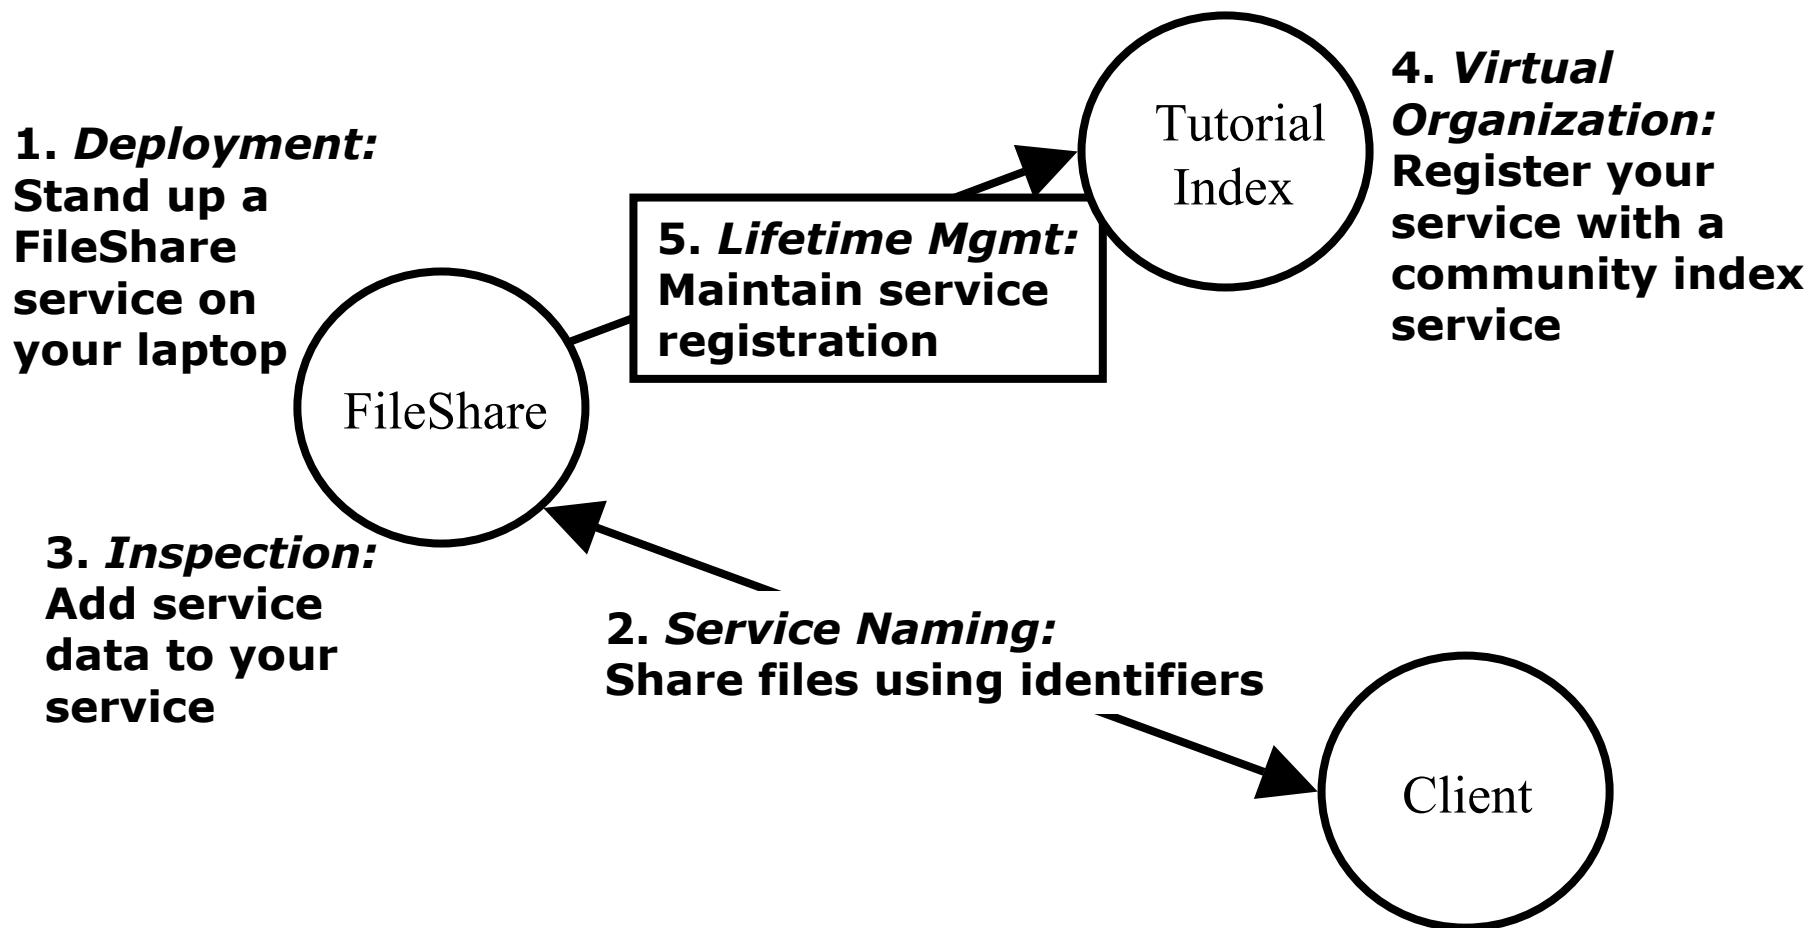 1. Deployment:
Stand up a
FileShare
service on
your laptop
Tutorial
Index
4. Virtual
Organization:
Register your
service with a
community index
service
5. Lifetime Mgmt:
Maintain service
registration
FileShare
3. Inspection:
Add service
data to your
service
2. Service Naming:
Share files using identifiers
Client